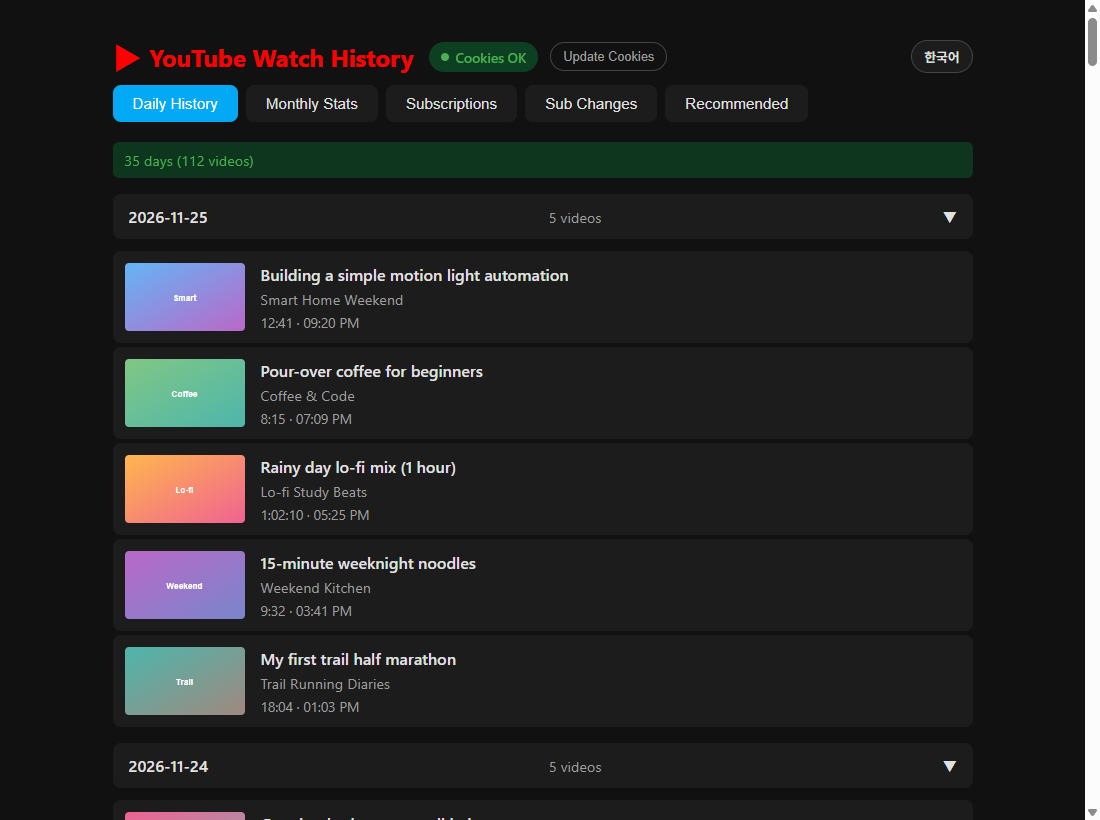 YouTube Watch History
Cookies OK
Update Cookies
한국어
Daily History
Monthly Stats
Subscriptions
Sub Changes
Recommended
35 days (112 videos)
2026-11-25
5 videos
Smart
Building a simple motion light automation
Smart Home Weekend
12:41 · 09:20 PM
Coffee
Pour-over coffee for beginners
Coffee & Code
8:15 · 07:09 PM
Lo-fi
Rainy day lo-fi mix (1 hour)
Lo-fi Study Beats
1:02:10 · 05:25 PM
Weekend
15-minute weeknight noodles
Weekend Kitchen
9:32 · 03:41 PM
Trail
My first trail half marathon
Trail Running Diaries
18:04 · 01:03 PM
2026-11-24
5 videos